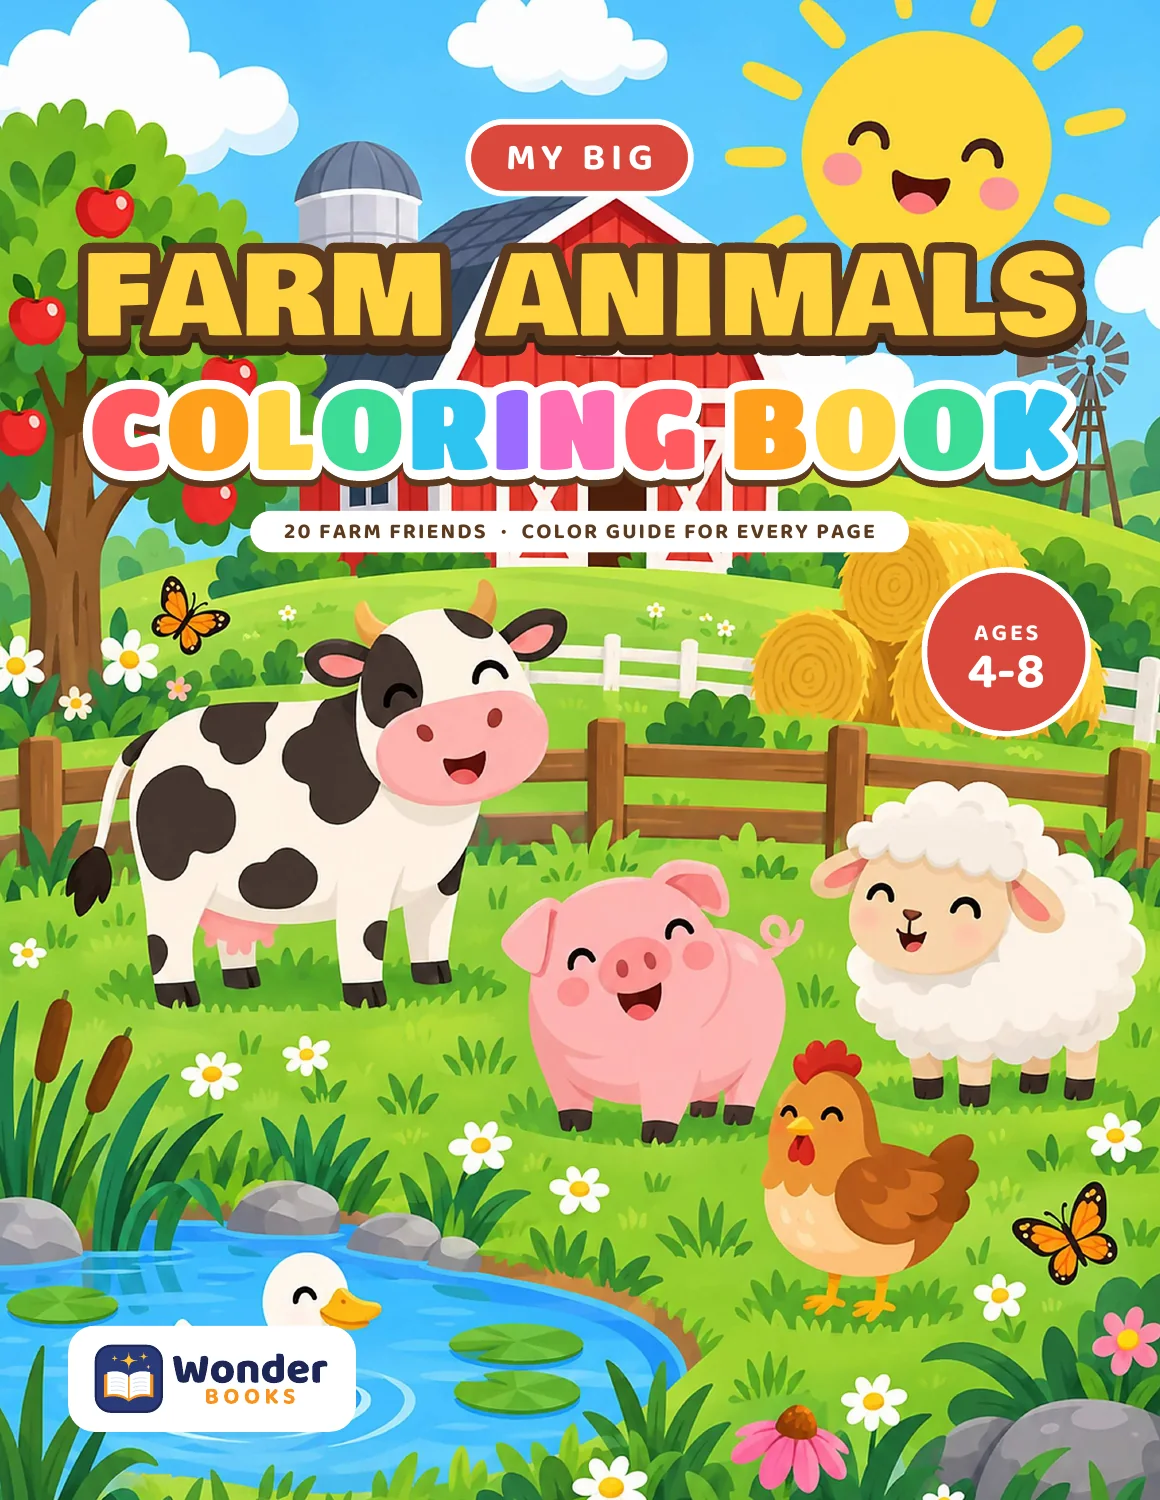 MY BIG
FARM ANIMALS
COLORING BOOK
20 FARM FRIENDS · COLOR GUIDE FOR EVERY PAGE
AGES
4-8
Wonder
BOOKS